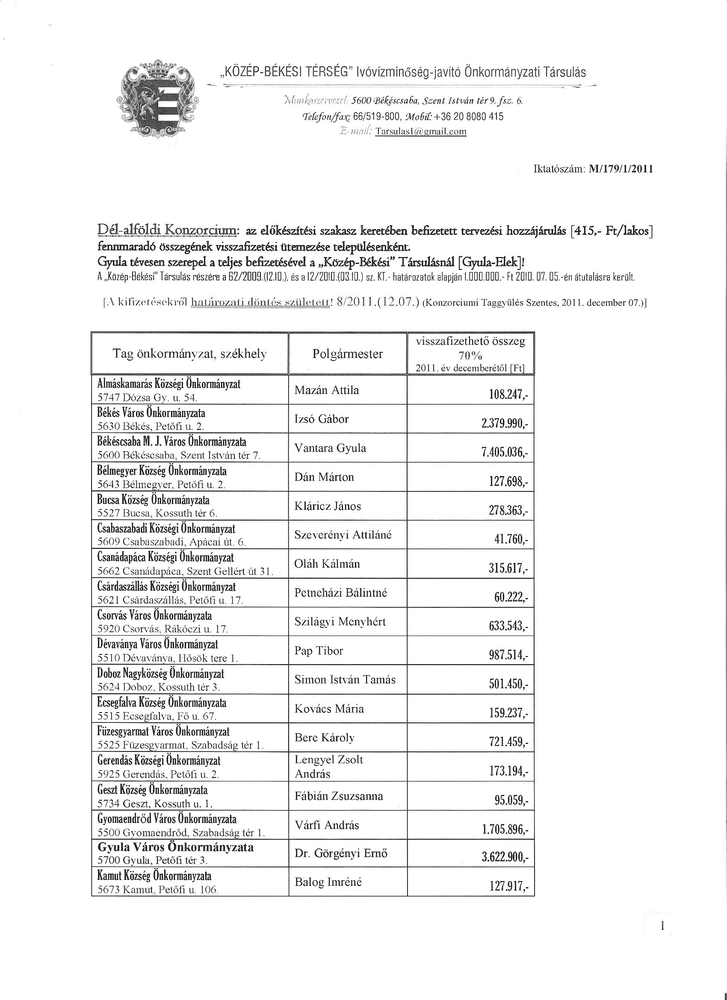 „KÖZÉP-BÉKÉSI TÉRSÉG” Ivóvízminőség-javító Önkormányzati Társulás
Munkaszervezet: 5600 Békéscsaba, Szent István tér 9. fsz. 6.
Telefon/fax: 66/519-800, Mobil: +36 20 8080 415
E-mail: Tarsulas1@gmail.com
Iktatószám: M/179/1/2011
Dél-alföldi Konzorcium: az előkészítési szakasz keretében befizetett tervezési hozzájárulás [415,- Ft/lakos]
fennmaradó összegének visszafizetési ütemezése településenként.
Gyula tévesen szerepel a teljes befizetésével a „Közép-Békési” Társulásnál [Gyula-Elek]!
A „Közép-Békési” Társulás részére a 62/2009.(12.10.), és a 12/2010.(03.10.) sz. KT.- határozatok alapján 1.000.000,- Ft 2010. 07. 05.-én átutalásra került.
[A kifizetésekről határozati döntés született! 8/2011.(12.07.) (Konzorciumi Taggyűlés Szentes, 2011. december 07.)]
Tag önkormányzat, székhely
Polgármester
visszafizethető összeg
70%
2011. év decemberétől [Ft]
Almáskamarás Községi Önkormányzat
5747 Dózsa Gy. u. 54.
Mazán Attila
108.247,-
Békés Város Önkormányzata
5630 Békés, Petőfi u. 2.
Izsó Gábor
2.379.990,-
Békéscsaba M. J. Város Önkormányzata
5600 Békéscsaba, Szent István tér 7.
Vantara Gyula
7.405.036,-
Bélmegyer Község Önkormányzata
5643 Bélmegyer, Petőfi u. 2.
Dán Márton
127.698,-
Bucsa Község Önkormányzata
5527 Bucsa, Kossuth tér 6.
Kláricz János
278.363,-
Csabaszabadi Községi Önkormányzat
5609 Csabaszabadi, Apácai út. 6.
Szeverényi Attiláné
41.760,-
Csanádapáca Községi Önkormányzat
5662 Csanádapáca, Szent Gellért út 31.
Oláh Kálmán
315.617,-
Csárdaszállás Községi Önkormányzat
5621 Csárdaszállás, Petőfi u. 17.
Petneházi Bálintné
60.222,-
Csorvás Város Önkormányzata
5920 Csorvás, Rákóczi u. 17.
Szilágyi Menyhért
633.543,-
Dévaványa Város Önkormányzat
5510 Dévaványa, Hősök tere 1.
Pap Tibor
987.514,-
Doboz Nagyközség Önkormányzat
5624 Doboz, Kossuth tér 3.
Simon István Tamás
501.450,-
Ecsegfalva Község Önkormányzata
5515 Ecsegfalva, Fő u. 67.
Kovács Mária
159.237,-
Füzesgyarmat Város Önkormányzat
5525 Füzesgyarmat, Szabadság tér 1.
Bere Károly
721.459,-
Gerendás Községi Önkormányzat
5925 Gerendás, Petőfi u. 2.
Lengyel Zsolt
András
173.194,-
Geszt Község Önkormányzata
5734 Geszt, Kossuth u. 1.
Fábián Zsuzsanna
95.059,-
Gyomaendrőd Város Önkormányzata
5500 Gyomaendrőd, Szabadság tér 1.
Várfi András
1.705.896,-
Gyula Város Önkormányzata
5700 Gyula, Petőfi tér 3.
Dr. Görgényi Ernő
3.622.900,-
Kamut Község Önkormányzata
5673 Kamut, Petőfi u. 106.
Balog Imréné
127.917,-
1